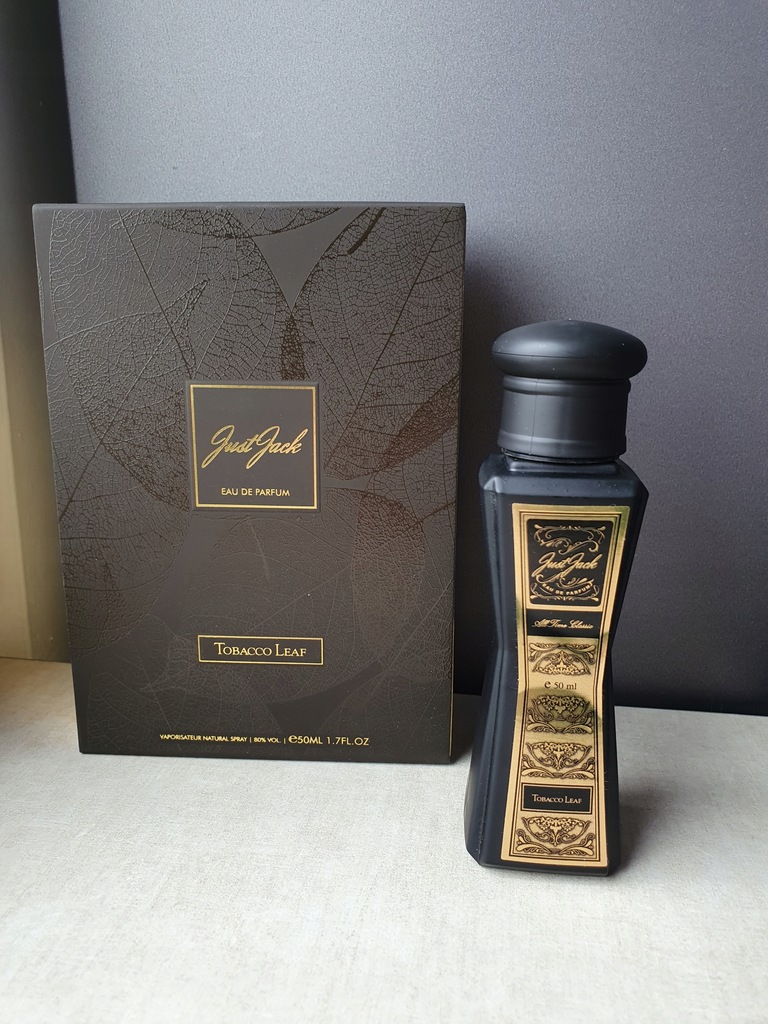 Just Jack
EAU DE PARFUM
TOBACCO LEAF
VAPORISATEUR NATURAL SPRAY | 80% VOL. | ℮50ML 1.7FL.OZ
Just Jack
EAU DE PARFUM
All Time Classic
℮ 50 ml
TOBACCO LEAF